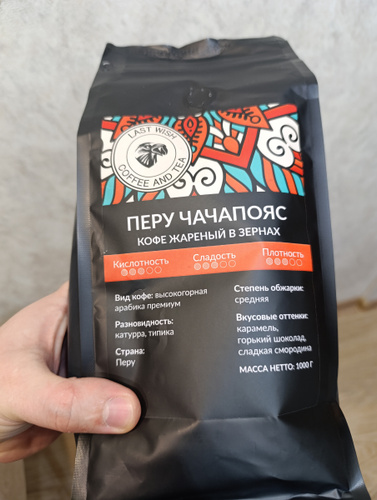 LAST WISH
COFFEE AND TEA
ПЕРУ ЧАЧАПОЯС
КОФЕ ЖАРЕНЫЙ В ЗЕРНАХ
Кислотность Сладость Плотность
Вид кофе: высокогорная
арабика премиум
Разновидность:
катурра, типика
Страна:
Перу
Степень обжарки:
средняя
Вкусовые оттенки:
карамель,
горький шоколад,
сладкая смородина
МАССА НЕТТО: 1000 Г